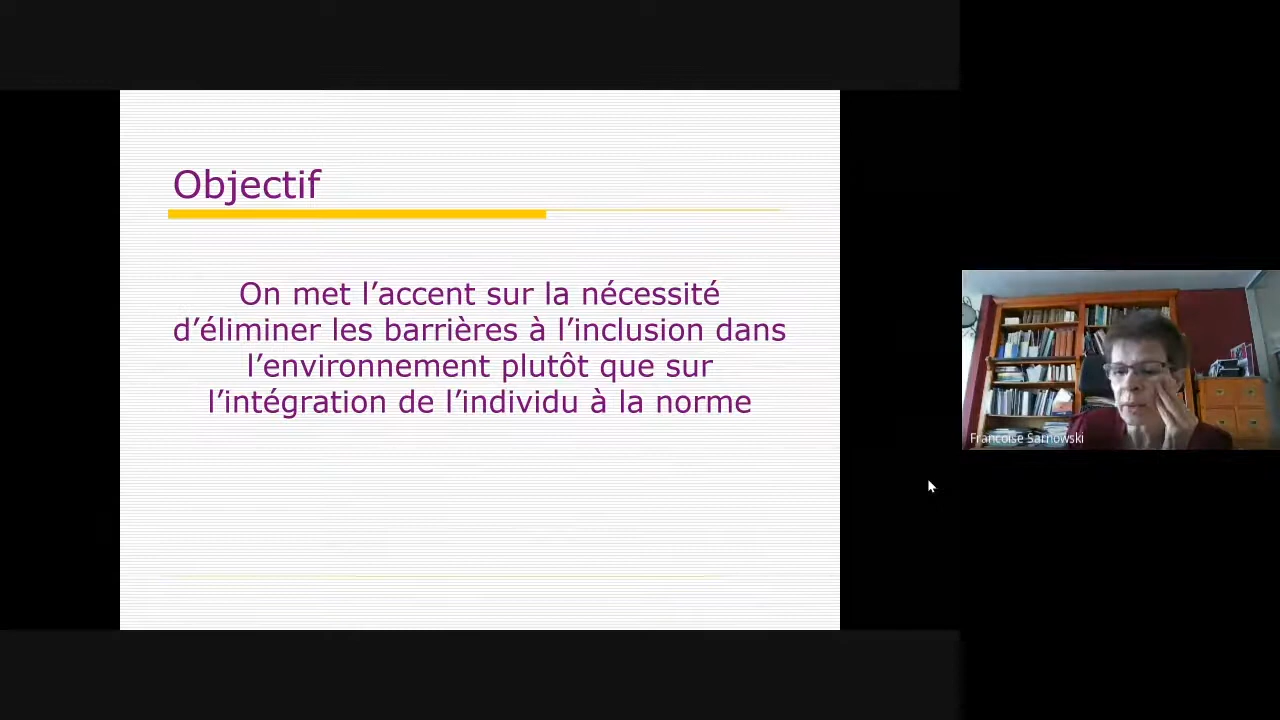 Objectif
On met l’accent sur la nécessité
d’éliminer les barrières à l’inclusion dans
l’environnement plutôt que sur
l’intégration de l’individu à la norme
Francoise Sarnowski